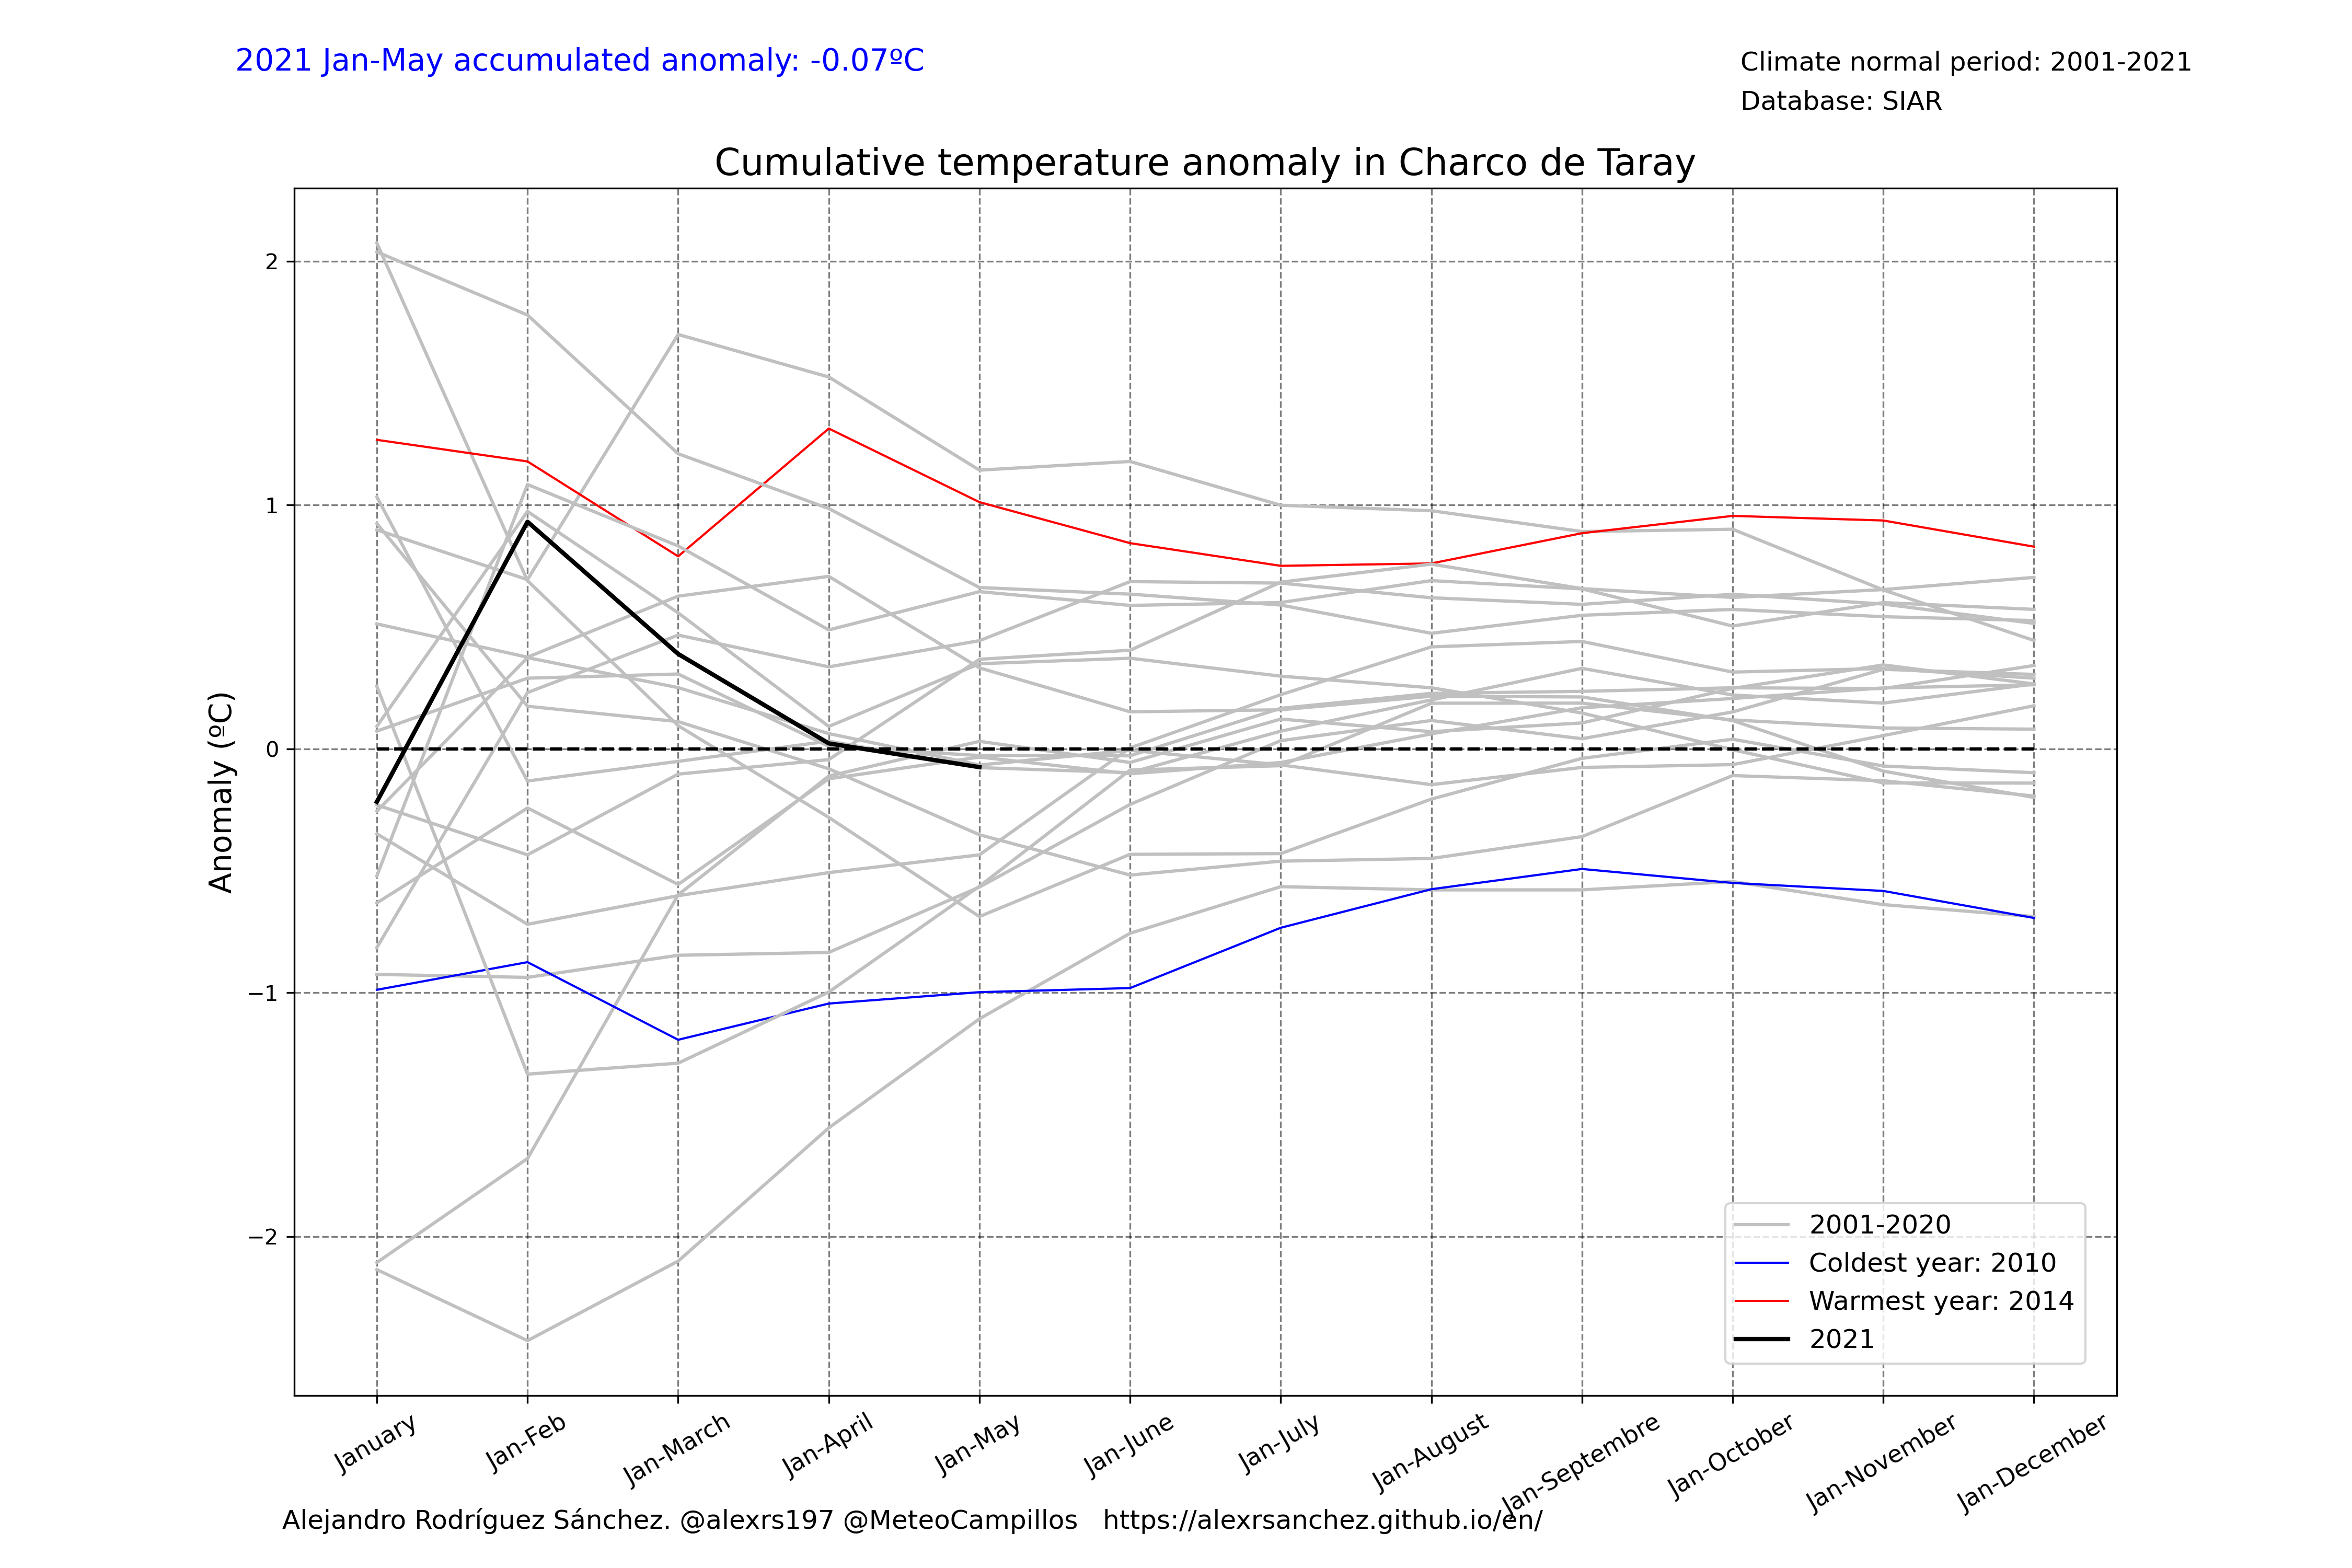 2021 Jan-May accumulated anomaly: -0.07ºC
Climate normal period: 2001-2021
Database: SIAR
Cumulative temperature anomaly in Charco de Taray
Anomaly (ºC)
2
1
0
−1
−2
2001-2020
Coldest year: 2010
Warmest year: 2014
2021
January
Jan-Feb
Jan-March
Jan-April
Jan-May
Jan-June
Jan-July
Jan-August
Jan-Septembre
Jan-October
Jan-November
Jan-December
Alejandro Rodríguez Sánchez. @alexrs197 @MeteoCampillos   https://alexrsanchez.github.io/en/